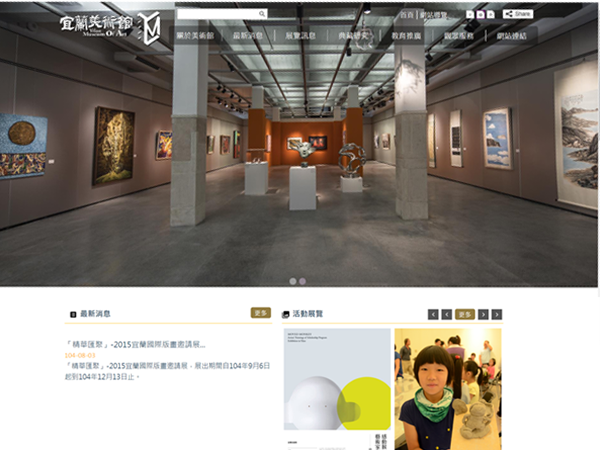 宜蘭美術館
Yilan Museum Of Art
首頁 | 網站導覽
Share
關於美術館 最新消息 展覽訊息 典藏研究 教育推廣 觀眾服務 網站連結
最新消息 更多
「精華匯聚」-2015宜蘭國際版畫邀請展...
104-08-03
「精華匯聚」-2015宜蘭國際版畫邀請展，展出期間自104年9月6日
起到104年12月13日止。
活動展覽 更多